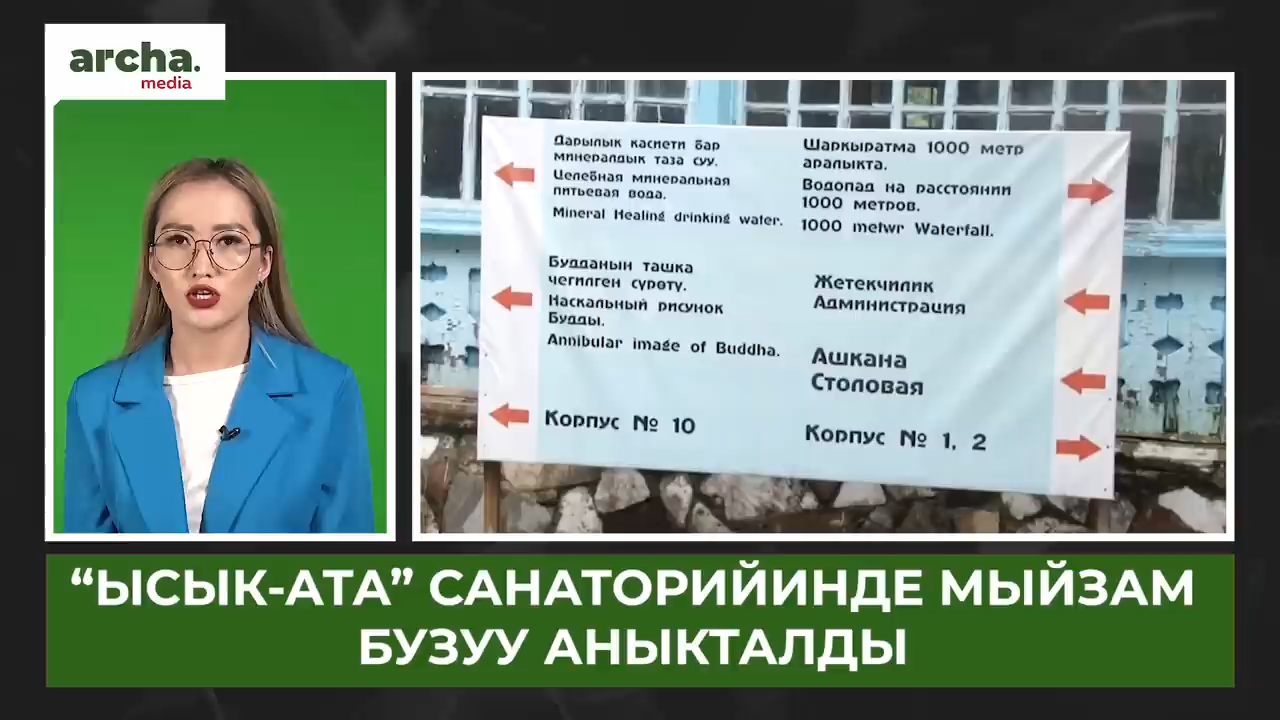 archa.
media
Дарылык касиети бар
минералдык таза суу.
Целебная минеральная
питьевая вода.
Mineral Healing drinking water.
Будданын ташка
чегилген сүрөтү.
Наскальный рисунок
Будды.
Annibular image of Buddha.
Корпус № 10
Шаркыратма 1000 метр
аралыкта.
Водопад на расстоянии
1000 метров.
1000 metwr Waterfall.
Жетекчилик
Администрация
Ашкана
Столовая
Корпус № 1, 2
“ЫСЫК-АТА” САНАТОРИЙИНДЕ МЫЙЗАМ
БУЗУУ АНЫКТАЛДЫ